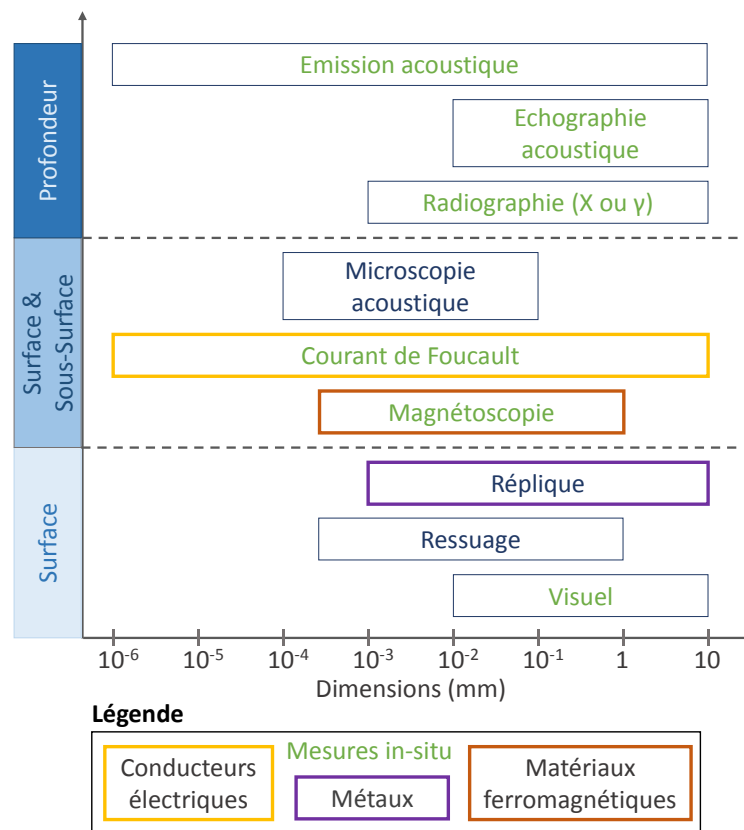 Profondeur
Emission acoustique
Echographie
acoustique
Radiographie (X ou γ)
Surface &
Sous-Surface
Microscopie
acoustique
Courant de Foucault
Magnétoscopie
Surface
Réplique
Ressuage
Visuel
10⁻⁶ 10⁻⁵ 10⁻⁴ 10⁻³ 10⁻² 10⁻¹ 1 10
Dimensions (mm)
Légende
Conducteurs
électriques
Mesures in-situ
Métaux
Matériaux
ferromagnétiques